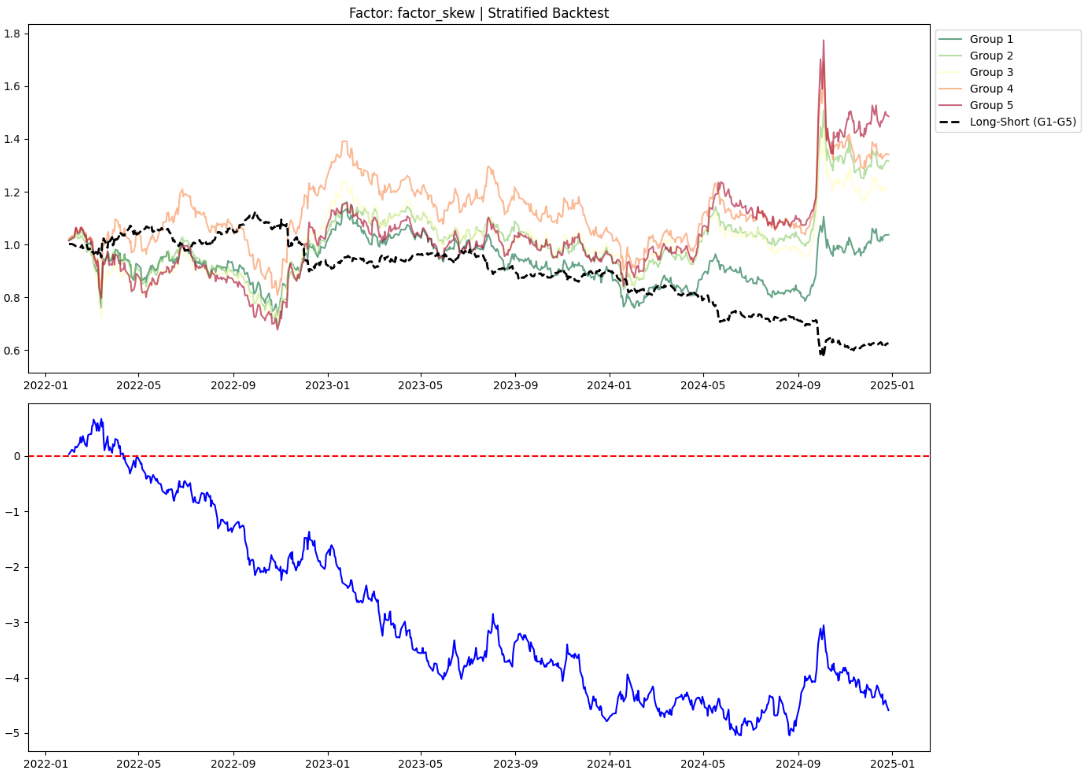 Factor: factor_skew | Stratified Backtest
1.8
1.6
1.4
1.2
1.0
0.8
0.6
2022-01 2022-05 2022-09 2023-01 2023-05 2023-09 2024-01 2024-05 2024-09 2025-01
Group 1
Group 2
Group 3
Group 4
Group 5
Long-Short (G1-G5)
0
−1
−2
−3
−4
−5
2022-01 2022-05 2022-09 2023-01 2023-05 2023-09 2024-01 2024-05 2024-09 2025-01